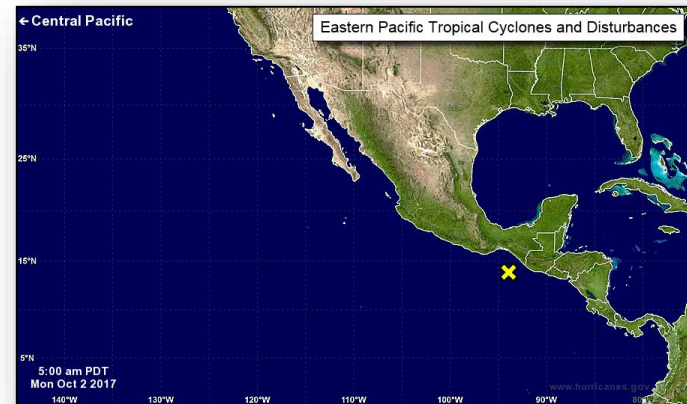 ← Central Pacific
Eastern Pacific Tropical Cyclones and Disturbances
35°N
25°N
15°N
5°N
5:00 am PDT
Mon Oct 2 2017
www.hurricanes.gov
140°W 130°W 120°W 110°W 100°W 90°W 80°